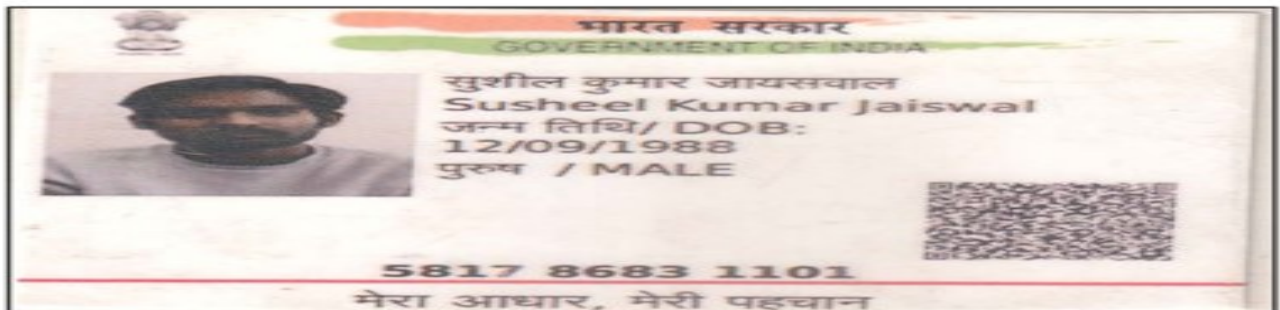 भारत सरकार
GOVERNMENT OF INDIA
सुशील कुमार जायसवाल
Susheel Kumar Jaiswal
जन्म तिथि/ DOB:
12/09/1988
पुरुष / MALE
5817 8683 1101
मेरा आधार, मेरी पहचान